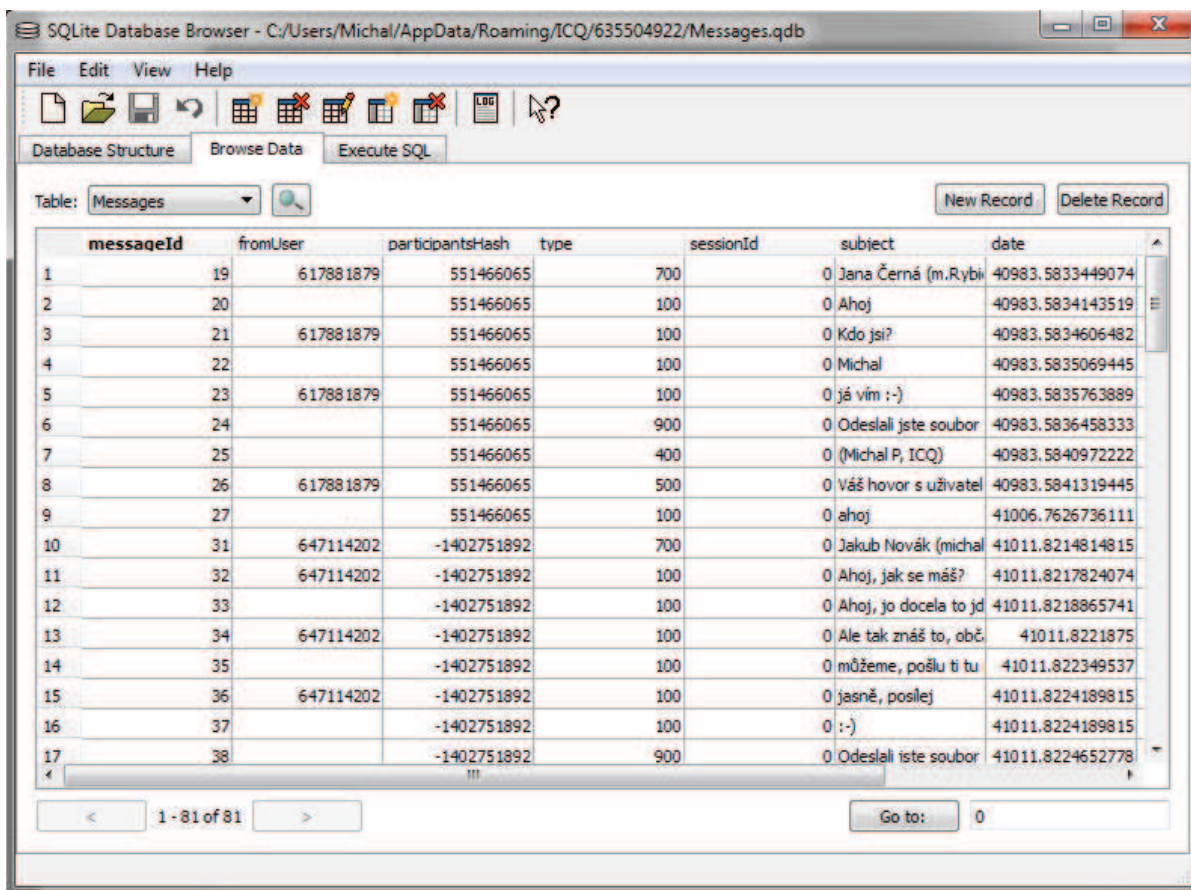 SQLite Database Browser - C:/Users/Michal/AppData/Roaming/ICQ/635504922/Messages.qdb
File Edit View Help
LOG
Database Structure Browse Data Execute SQL
Table: Messages New Record Delete Record
messageId fromUser participantsHash type sessionId subject date
1 19 617881879 551466065 700 0 Jana Černá (m.Rybi 40983.5833449074
2 20 551466065 100 0 Ahoj 40983.5834143519
3 21 617881879 551466065 100 0 Kdo jsi? 40983.5834606482
4 22 551466065 100 0 Michal 40983.5835069445
5 23 617881879 551466065 100 0 já vím :-) 40983.5835763889
6 24 551466065 900 0 Odeslali jste soubor 40983.5836458333
7 25 551466065 400 0 (Michal P, ICQ) 40983.5840972222
8 26 617881879 551466065 500 0 Váš hovor s uživatel 40983.5841319445
9 27 551466065 100 0 ahoj 41006.7626736111
10 31 647114202 -1402751892 700 0 Jakub Novák (michal 41011.8214814815
11 32 647114202 -1402751892 100 0 Ahoj, jak se máš? 41011.8217824074
12 33 -1402751892 100 0 Ahoj, jo docela to jd 41011.8218865741
13 34 647114202 -1402751892 100 0 Ale tak znáš to, obč. 41011.8221875
14 35 -1402751892 100 0 můžeme, pošlu ti tu 41011.822349537
15 36 647114202 -1402751892 100 0 jasně, posílej 41011.8224189815
16 37 -1402751892 100 0 :-) 41011.8224189815
17 38 -1402751892 900 0 Odeslali jste soubor 41011.8224652778
< 1 - 81 of 81 > Go to: 0